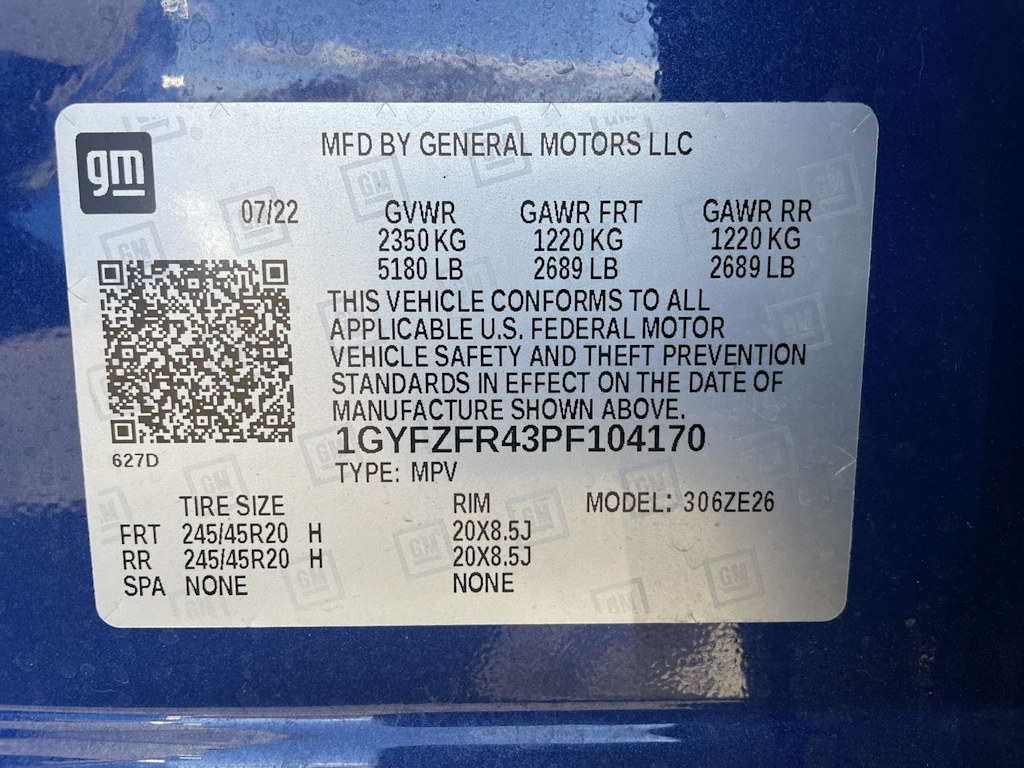 gm
MFD BY GENERAL MOTORS LLC
07/22 GVWR GAWR FRT GAWR RR
2350 KG 1220 KG 1220 KG
5180 LB 2689 LB 2689 LB
THIS VEHICLE CONFORMS TO ALL
APPLICABLE U.S. FEDERAL MOTOR
VEHICLE SAFETY AND THEFT PREVENTION
STANDARDS IN EFFECT ON THE DATE OF
MANUFACTURE SHOWN ABOVE.
1GYFZFR43PF104170
627D
TYPE: MPV
TIRE SIZE RIM MODEL: 306ZE26
FRT 245/45R20 H 20X8.5J
RR 245/45R20 H 20X8.5J
SPA NONE NONE